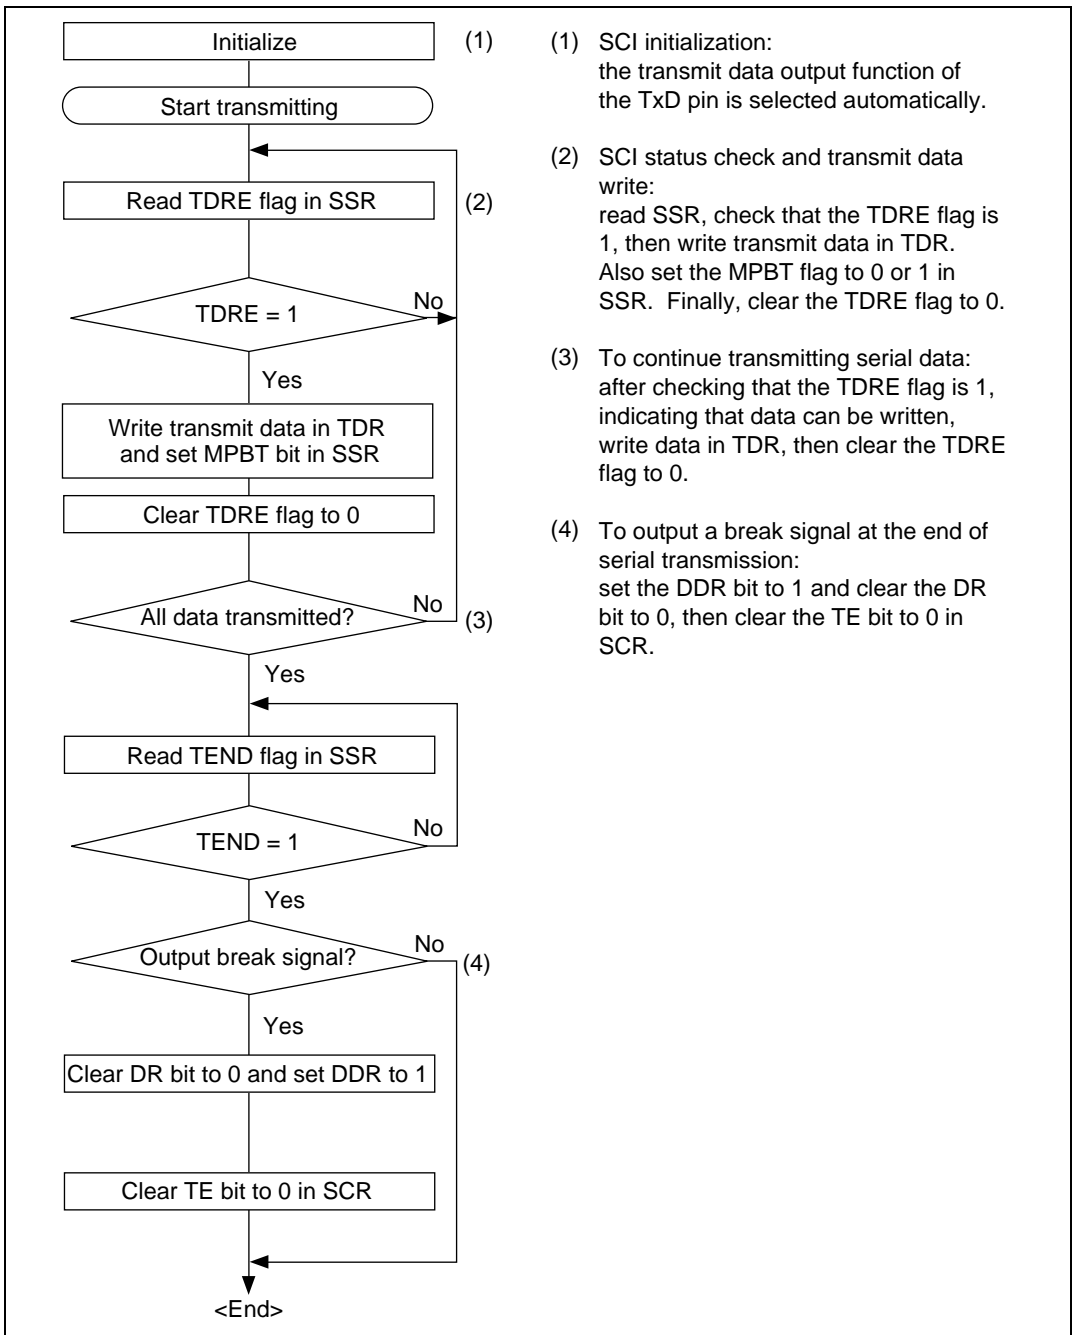 Initialize
(1)
Start transmitting
Read TDRE flag in SSR
(2)
TDRE = 1
No
Yes
Write transmit data in TDR
and set MPBT bit in SSR
Clear TDRE flag to 0
All data transmitted?
No
(3)
Yes
Read TEND flag in SSR
TEND = 1
No
Yes
Output break signal?
No
(4)
Yes
Clear DR bit to 0 and set DDR to 1
Clear TE bit to 0 in SCR
<End>
(1) SCI initialization:
the transmit data output function of
the TxD pin is selected automatically.
(2) SCI status check and transmit data
write:
read SSR, check that the TDRE flag is
1, then write transmit data in TDR.
Also set the MPBT flag to 0 or 1 in
SSR.  Finally, clear the TDRE flag to 0.
(3) To continue transmitting serial data:
after checking that the TDRE flag is 1,
indicating that data can be written,
write data in TDR, then clear the TDRE
flag to 0.
(4) To output a break signal at the end of
serial transmission:
set the DDR bit to 1 and clear the DR
bit to 0, then clear the TE bit to 0 in
SCR.